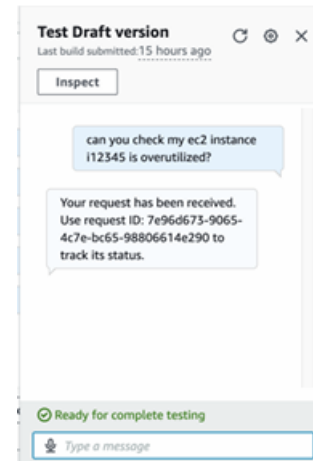 Test Draft version
Last build submitted: 15 hours ago
Inspect
can you check my ec2 instance
i12345 is overutilized?
Your request has been received.
Use request ID: 7e96d673-9065-
4c7e-bc65-98806614e290 to
track its status.
Ready for complete testing
Type a message